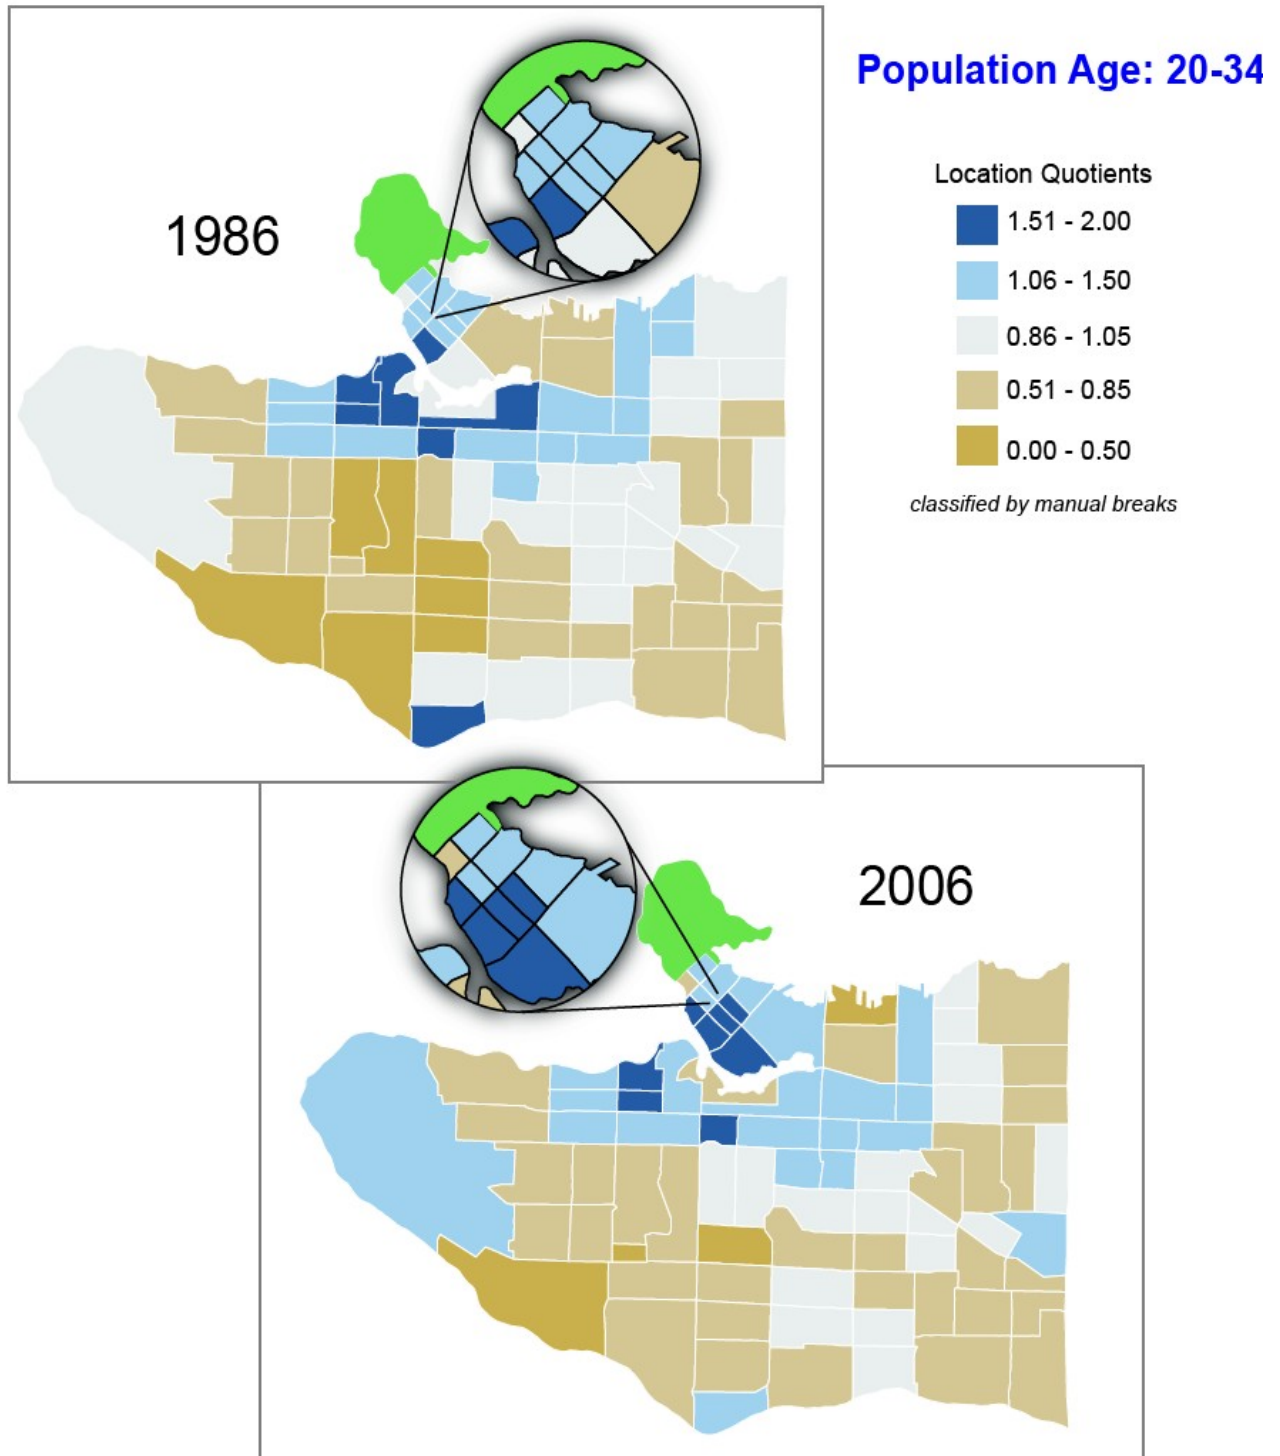 Population Age: 20-34
1986
Location Quotients
1.51 - 2.00
1.06 - 1.50
0.86 - 1.05
0.51 - 0.85
0.00 - 0.50
classified by manual breaks
2006